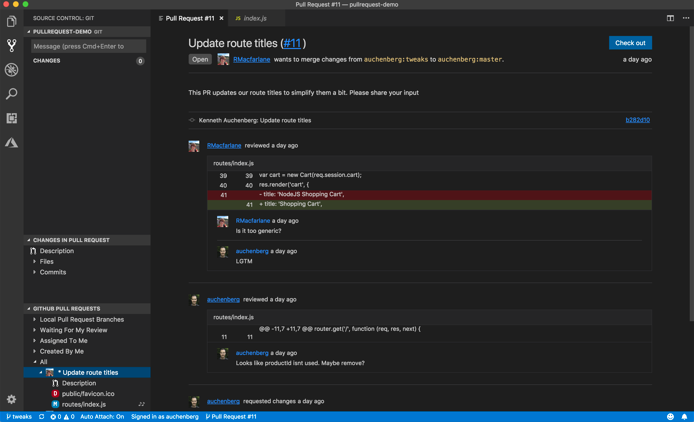 Pull Request #11 — pullrequest-demo
SOURCE CONTROL: GIT
Pull Request #11
index.js
PULLREQUEST-DEMO GIT
Message (press Cmd+Enter to
CHANGES
0
CHANGES IN PULL REQUEST
Description
Files
Commits
GITHUB PULL REQUESTS
Local Pull Request Branches
Waiting For My Review
Assigned To Me
Created By Me
All
* Update route titles
Description
public/favicon.ico
routes/index.js
Update route titles (#11)
Check out
Open RMacfarlane wants to merge changes from auchenberg:tweaks to auchenberg:master.
a day ago
This PR updates our route titles to simplify them a bit. Please share your input
Kenneth Auchenberg: Update route titles
b282d10
RMacfarlane reviewed a day ago
routes/index.js
39 39 var cart = new Cart(req.session.cart);
40 40 res.render('cart', {
41 - title: 'NodeJS Shopping Cart',
41 + title: 'Shopping Cart',
RMacfarlane a day ago
Is it too generic?
auchenberg a day ago
LGTM
auchenberg reviewed a day ago
routes/index.js
@@ -11,7 +11,7 @@ router.get('/', function (req, res, next) {
11 11
auchenberg a day ago
Looks like productId isnt used. Maybe remove?
auchenberg requested changes a day ago
tweaks 0 0 Auto Attach: On Signed in as auchenberg Pull Request #11